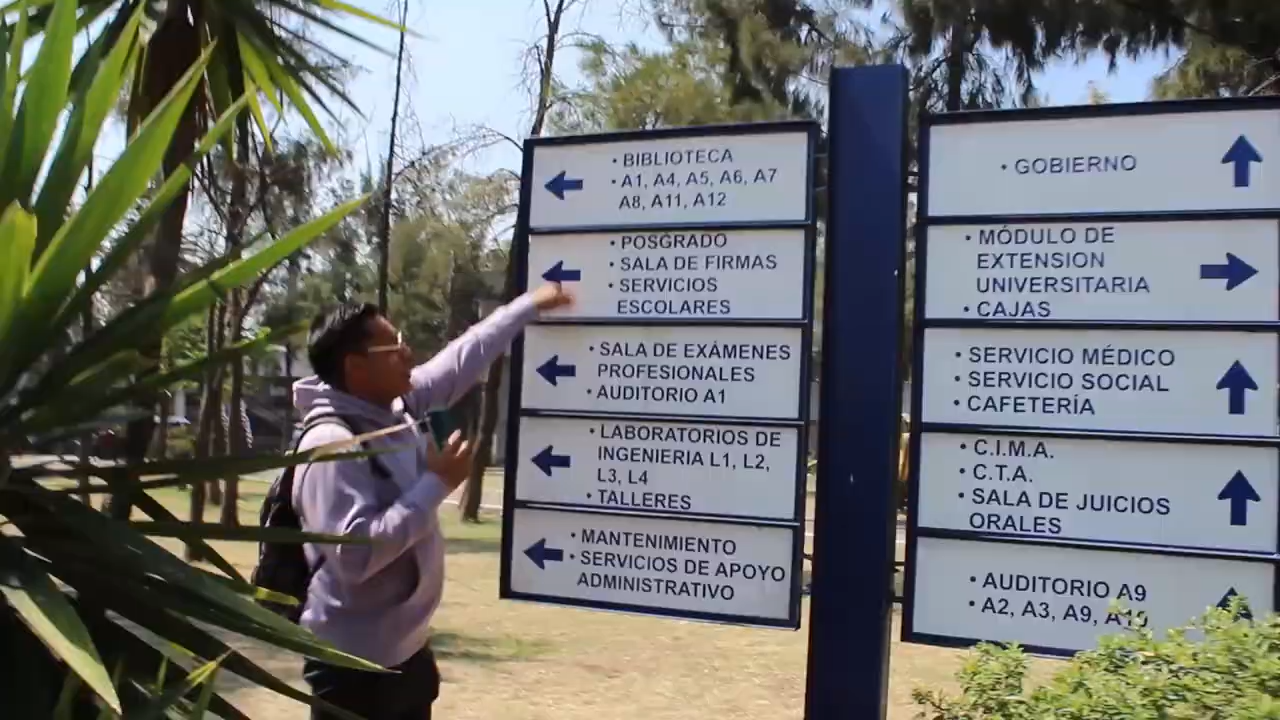 • BIBLIOTECA
• A1, A4, A5, A6, A7
A8, A11, A12
• POSGRADO
• SALA DE FIRMAS
• SERVICIOS
ESCOLARES
• SALA DE EXÁMENES
PROFESIONALES
• AUDITORIO A1
• LABORATORIOS DE
INGENIERIA L1, L2,
L3, L4
• TALLERES
• MANTENIMIENTO
• SERVICIOS DE APOYO
ADMINISTRATIVO
• GOBIERNO
• MÓDULO DE
EXTENSION
UNIVERSITARIA
• CAJAS
• SERVICIO MÉDICO
• SERVICIO SOCIAL
• CAFETERÍA
• C.I.M.A.
• C.T.A.
• SALA DE JUICIOS
ORALES
• AUDITORIO A9
• A2, A3, A9, A10